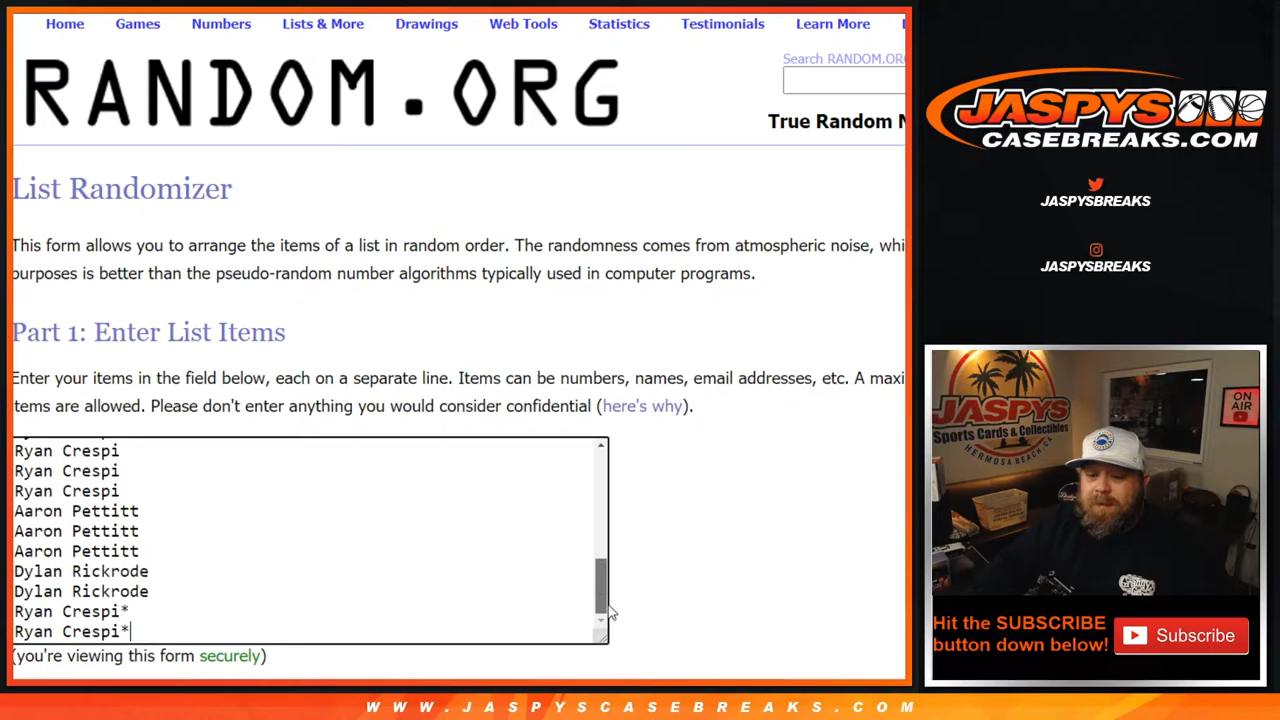 Home Games Numbers Lists & More Drawings Web Tools Statistics Testimonials Learn More
RANDOM.ORG
Search RANDOM.ORG
True Random N
List Randomizer
This form allows you to arrange the items of a list in random order. The randomness comes from atmospheric noise, whi
purposes is better than the pseudo-random number algorithms typically used in computer programs.
Part 1: Enter List Items
Enter your items in the field below, each on a separate line. Items can be numbers, names, email addresses, etc. A maxi
items are allowed. Please don't enter anything you would consider confidential (here's why).
Ryan Crespi
Ryan Crespi
Ryan Crespi
Aaron Pettitt
Aaron Pettitt
Aaron Pettitt
Dylan Rickrode
Dylan Rickrode
Ryan Crespi*
Ryan Crespi*
(you're viewing this form securely)
JASPYS
CASEBREAKS.COM
JASPYSBREAKS
JASPYSBREAKS
JASPYS
Sports Cards & Collectibles
HERMOSA BEACH, CA
ON
AIR
Hit the SUBSCRIBE
button down below!
Subscribe
WWW.JASPYSCASEBREAKS.COM